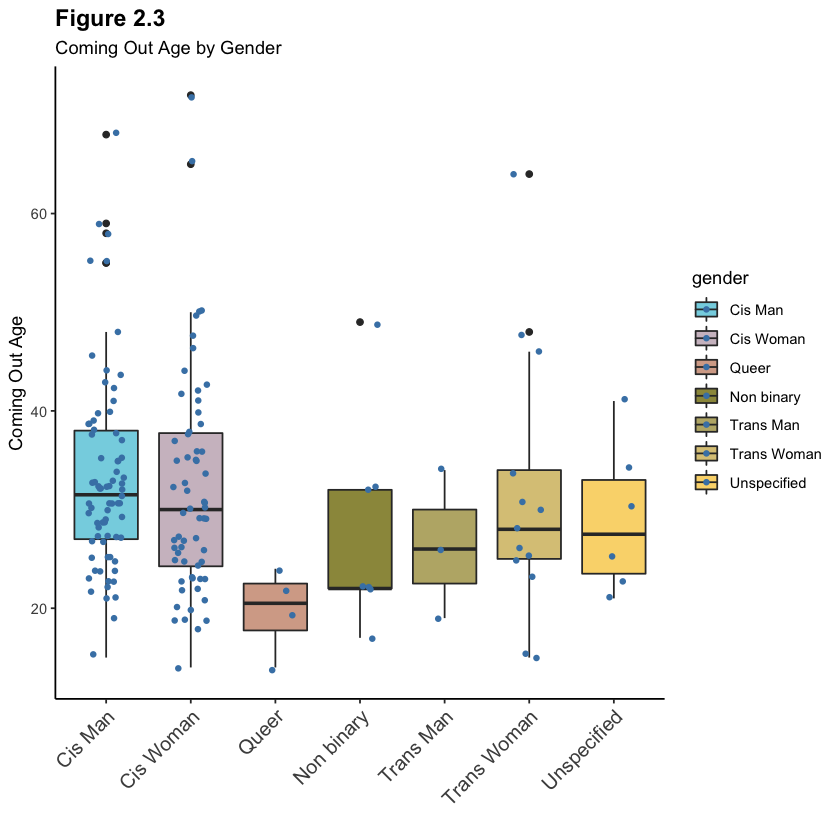 Figure 2.3
Coming Out Age by Gender
Coming Out Age
60
40
20
Cis Man
Cis Woman
Queer
Non binary
Trans Man
Trans Woman
Unspecified
gender
Cis Man
Cis Woman
Queer
Non binary
Trans Man
Trans Woman
Unspecified